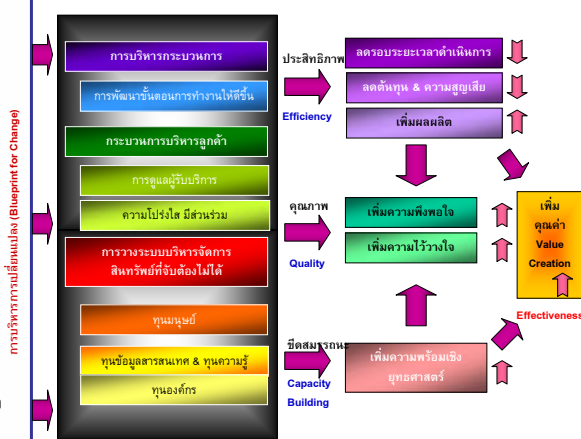 การบริหารการเปลี่ยนแปลง (Blueprint for Change)
การบริหารกระบวนการ
การพัฒนาขั้นตอนการทำงานให้ดีขึ้น
กระบวนการบริหารลูกค้า
การดูแลผู้รับบริการ
ความโปร่งใส มีส่วนร่วม
การวางระบบบริหารจัดการ
สินทรัพย์ที่จับต้องไม่ได้
ทุนมนุษย์
ทุนข้อมูลสารสนเทศ & ทุนความรู้
ทุนองค์กร
ประสิทธิภาพ
Efficiency
คุณภาพ
Quality
ขีดสมรรถนะ
Capacity
Building
ลดรอบระยะเวลาดำเนินการ
ลดต้นทุน & ความสูญเสีย
เพิ่มผลผลิต
เพิ่มความพึงพอใจ
เพิ่มความไว้วางใจ
เพิ่มความพร้อมเชิง
ยุทธศาสตร์
เพิ่ม
คุณค่า
Value
Creation
Effectiveness